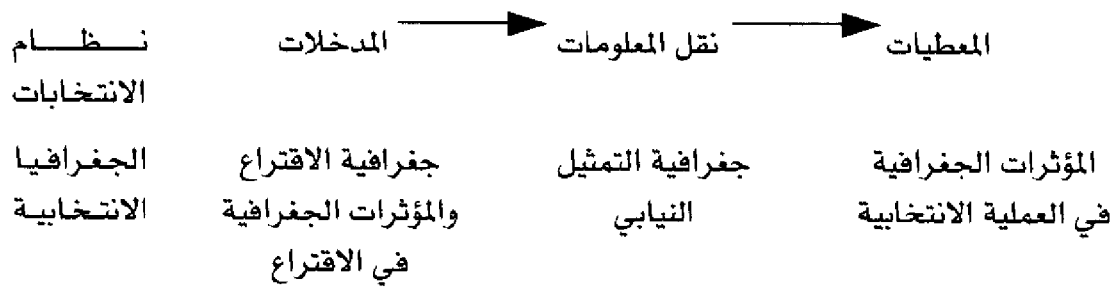 نــظــام المدخلات نقل المعلومات المعطيات
الانتخابات
الجغرافيا جغرافية الاقتراع جغرافية التمثيل المؤثرات الجغرافية
الانتخابية والمؤثرات الجغرافية النيابي في العملية الانتخابية
في الاقتراع